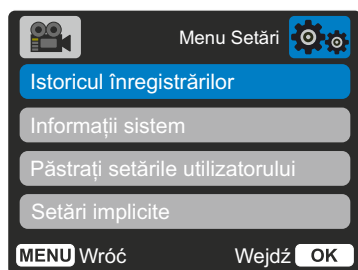 Menu Setări
Istoricul înregistrărilor
Informații sistem
Păstrați setările utilizatorului
Setări implicite
MENU Wróć Wejdź OK